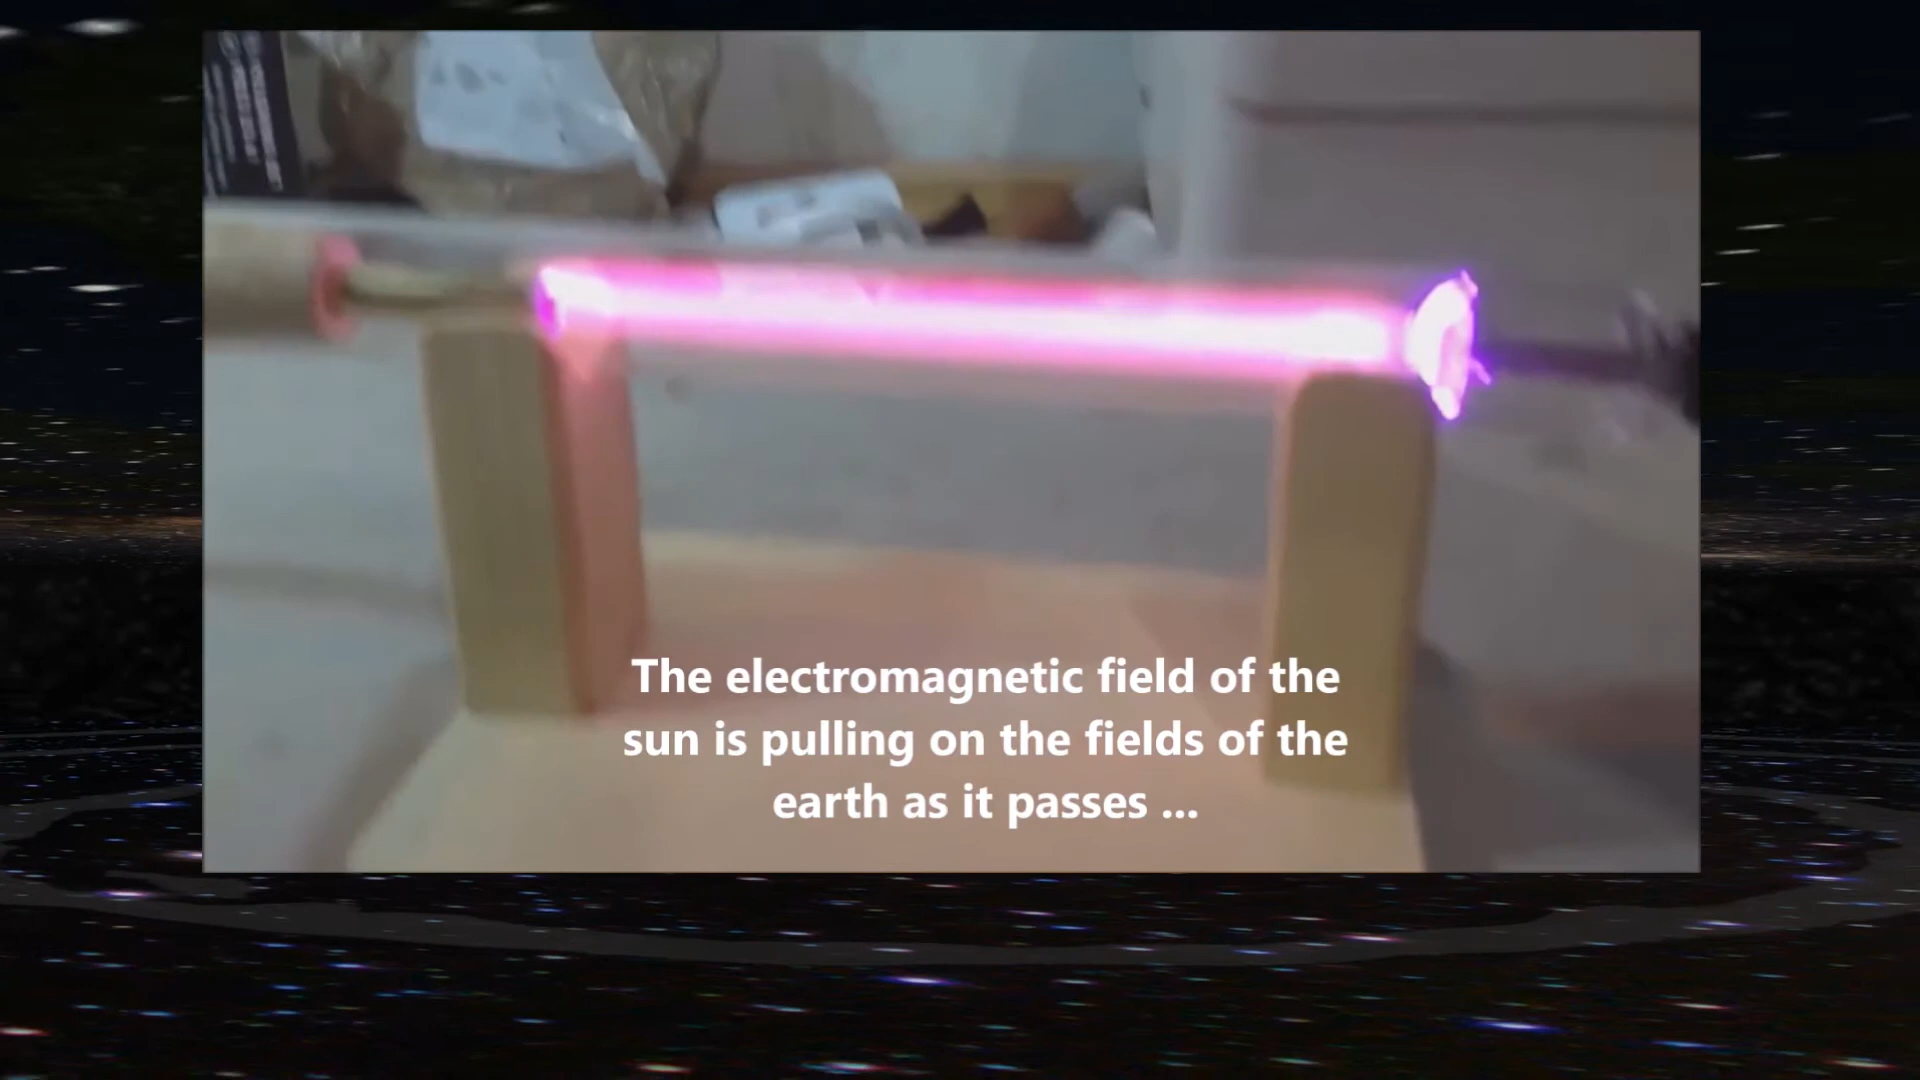 The electromagnetic field of the
sun is pulling on the fields of the
earth as it passes ...